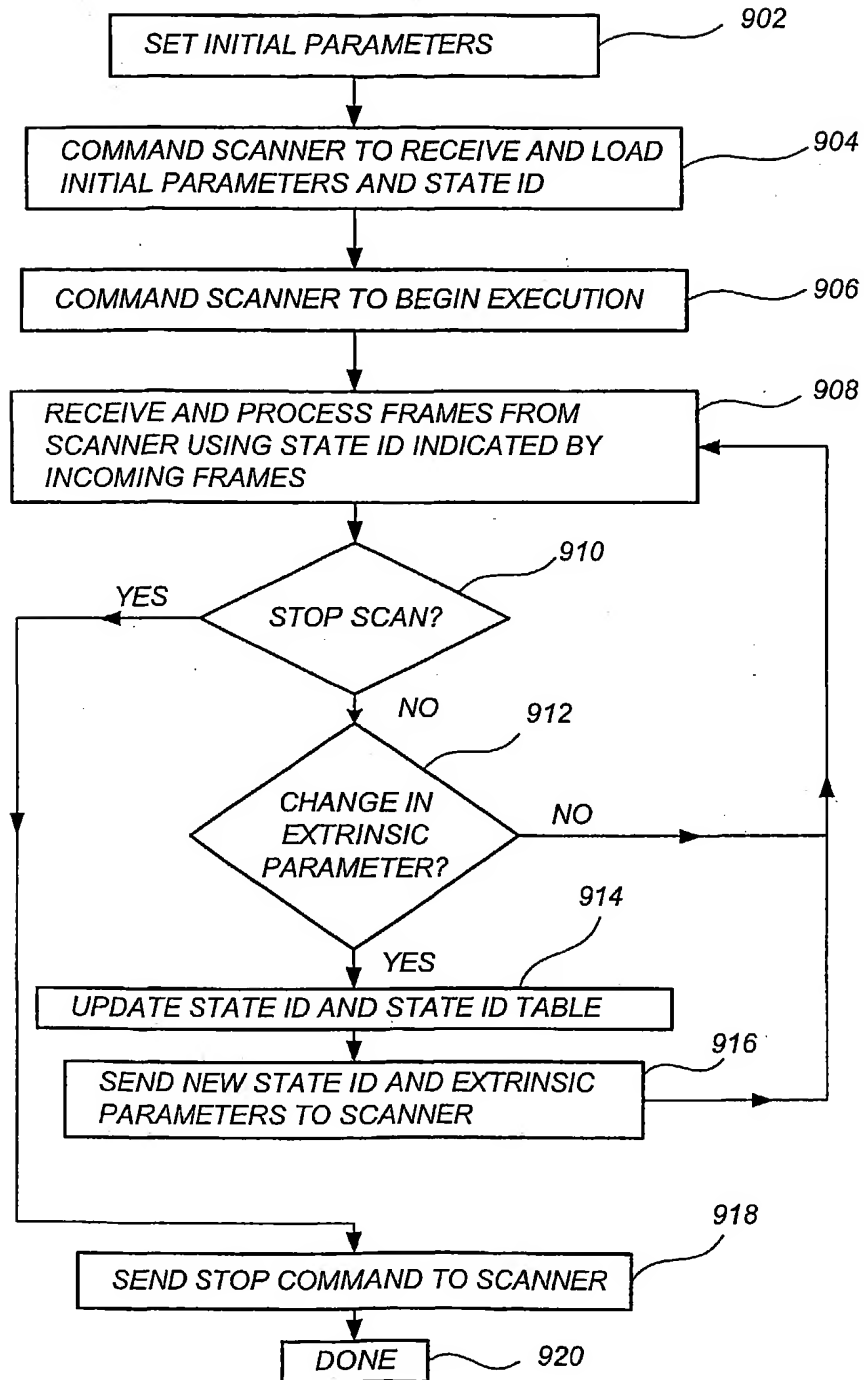 902
SET INITIAL PARAMETERS
904
COMMAND SCANNER TO RECEIVE AND LOAD
INITIAL PARAMETERS AND STATE ID
906
COMMAND SCANNER TO BEGIN EXECUTION
908
RECEIVE AND PROCESS FRAMES FROM
SCANNER USING STATE ID INDICATED BY
INCOMING FRAMES
910
YES
STOP SCAN?
NO
912
CHANGE IN
EXTRINSIC
PARAMETER?
NO
914
YES
UPDATE STATE ID AND STATE ID TABLE
916
SEND NEW STATE ID AND EXTRINSIC
PARAMETERS TO SCANNER
918
SEND STOP COMMAND TO SCANNER
DONE
920